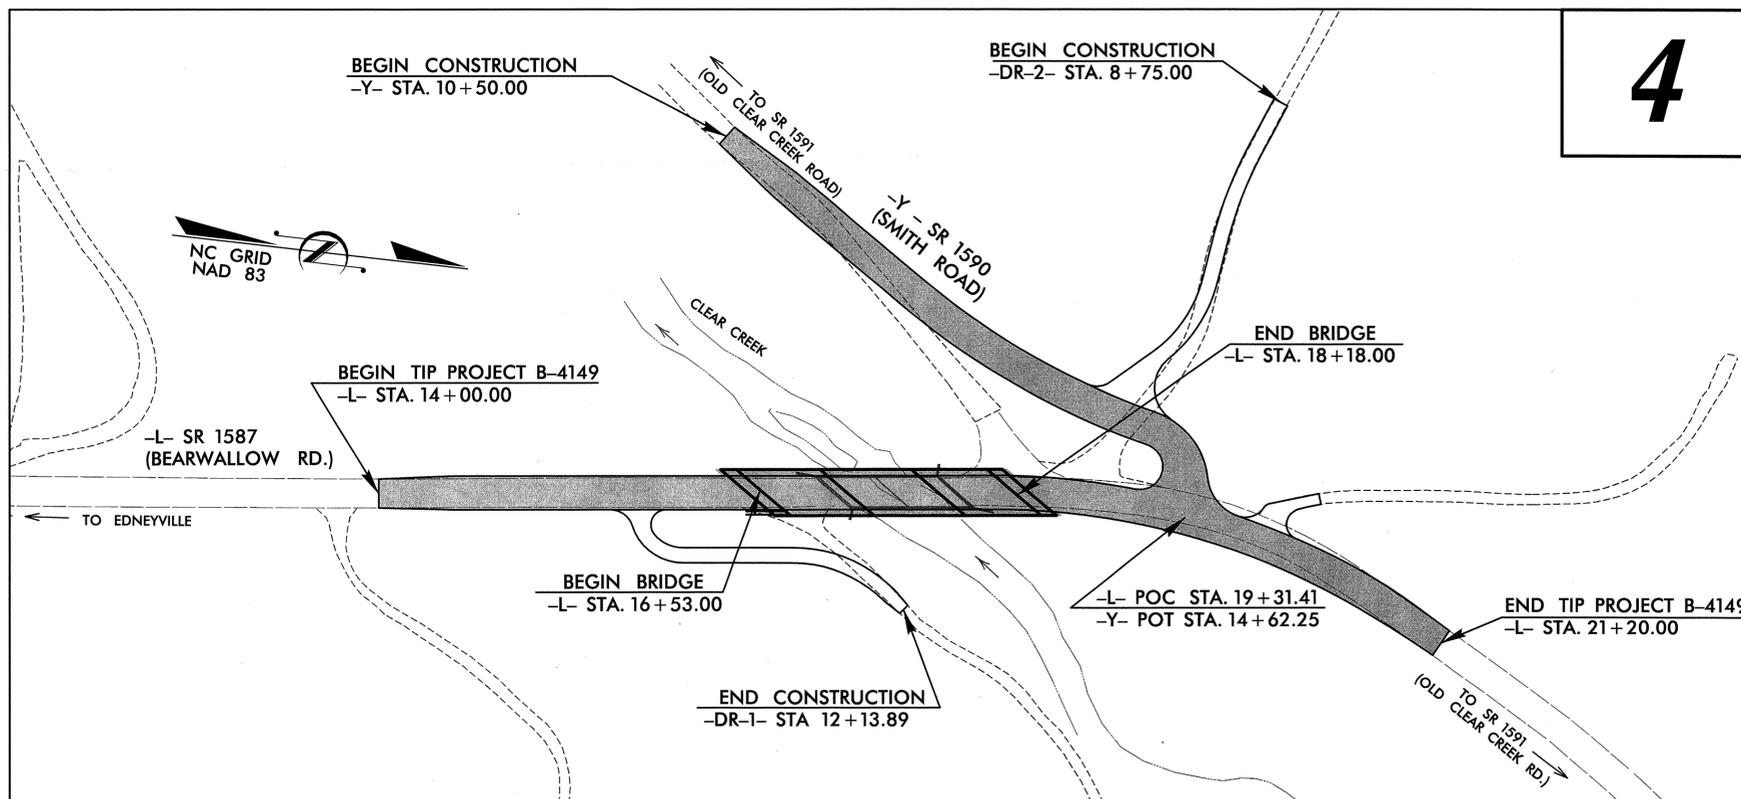 4
BEGIN CONSTRUCTION
-Y- STA. 10+50.00
BEGIN CONSTRUCTION
-DR-2- STA. 8+75.00
TO SR 1591
(OLD CLEAR CREEK ROAD)
-Y- SR 1590
(SMITH ROAD)
NC GRID
NAD 83
CLEAR CREEK
END BRIDGE
-L- STA. 18+18.00
BEGIN TIP PROJECT B-4149
-L- STA. 14+00.00
-L- SR 1587
(BEARWALLOW RD.)
TO EDNEYVILLE
BEGIN BRIDGE
-L- STA. 16+53.00
-L- POC STA. 19+31.41
-Y- POT STA. 14+62.25
END TIP PROJECT B-4149
-L- STA. 21+20.00
END CONSTRUCTION
-DR-1- STA 12+13.89
TO SR 1591
(OLD CLEAR CREEK RD.)